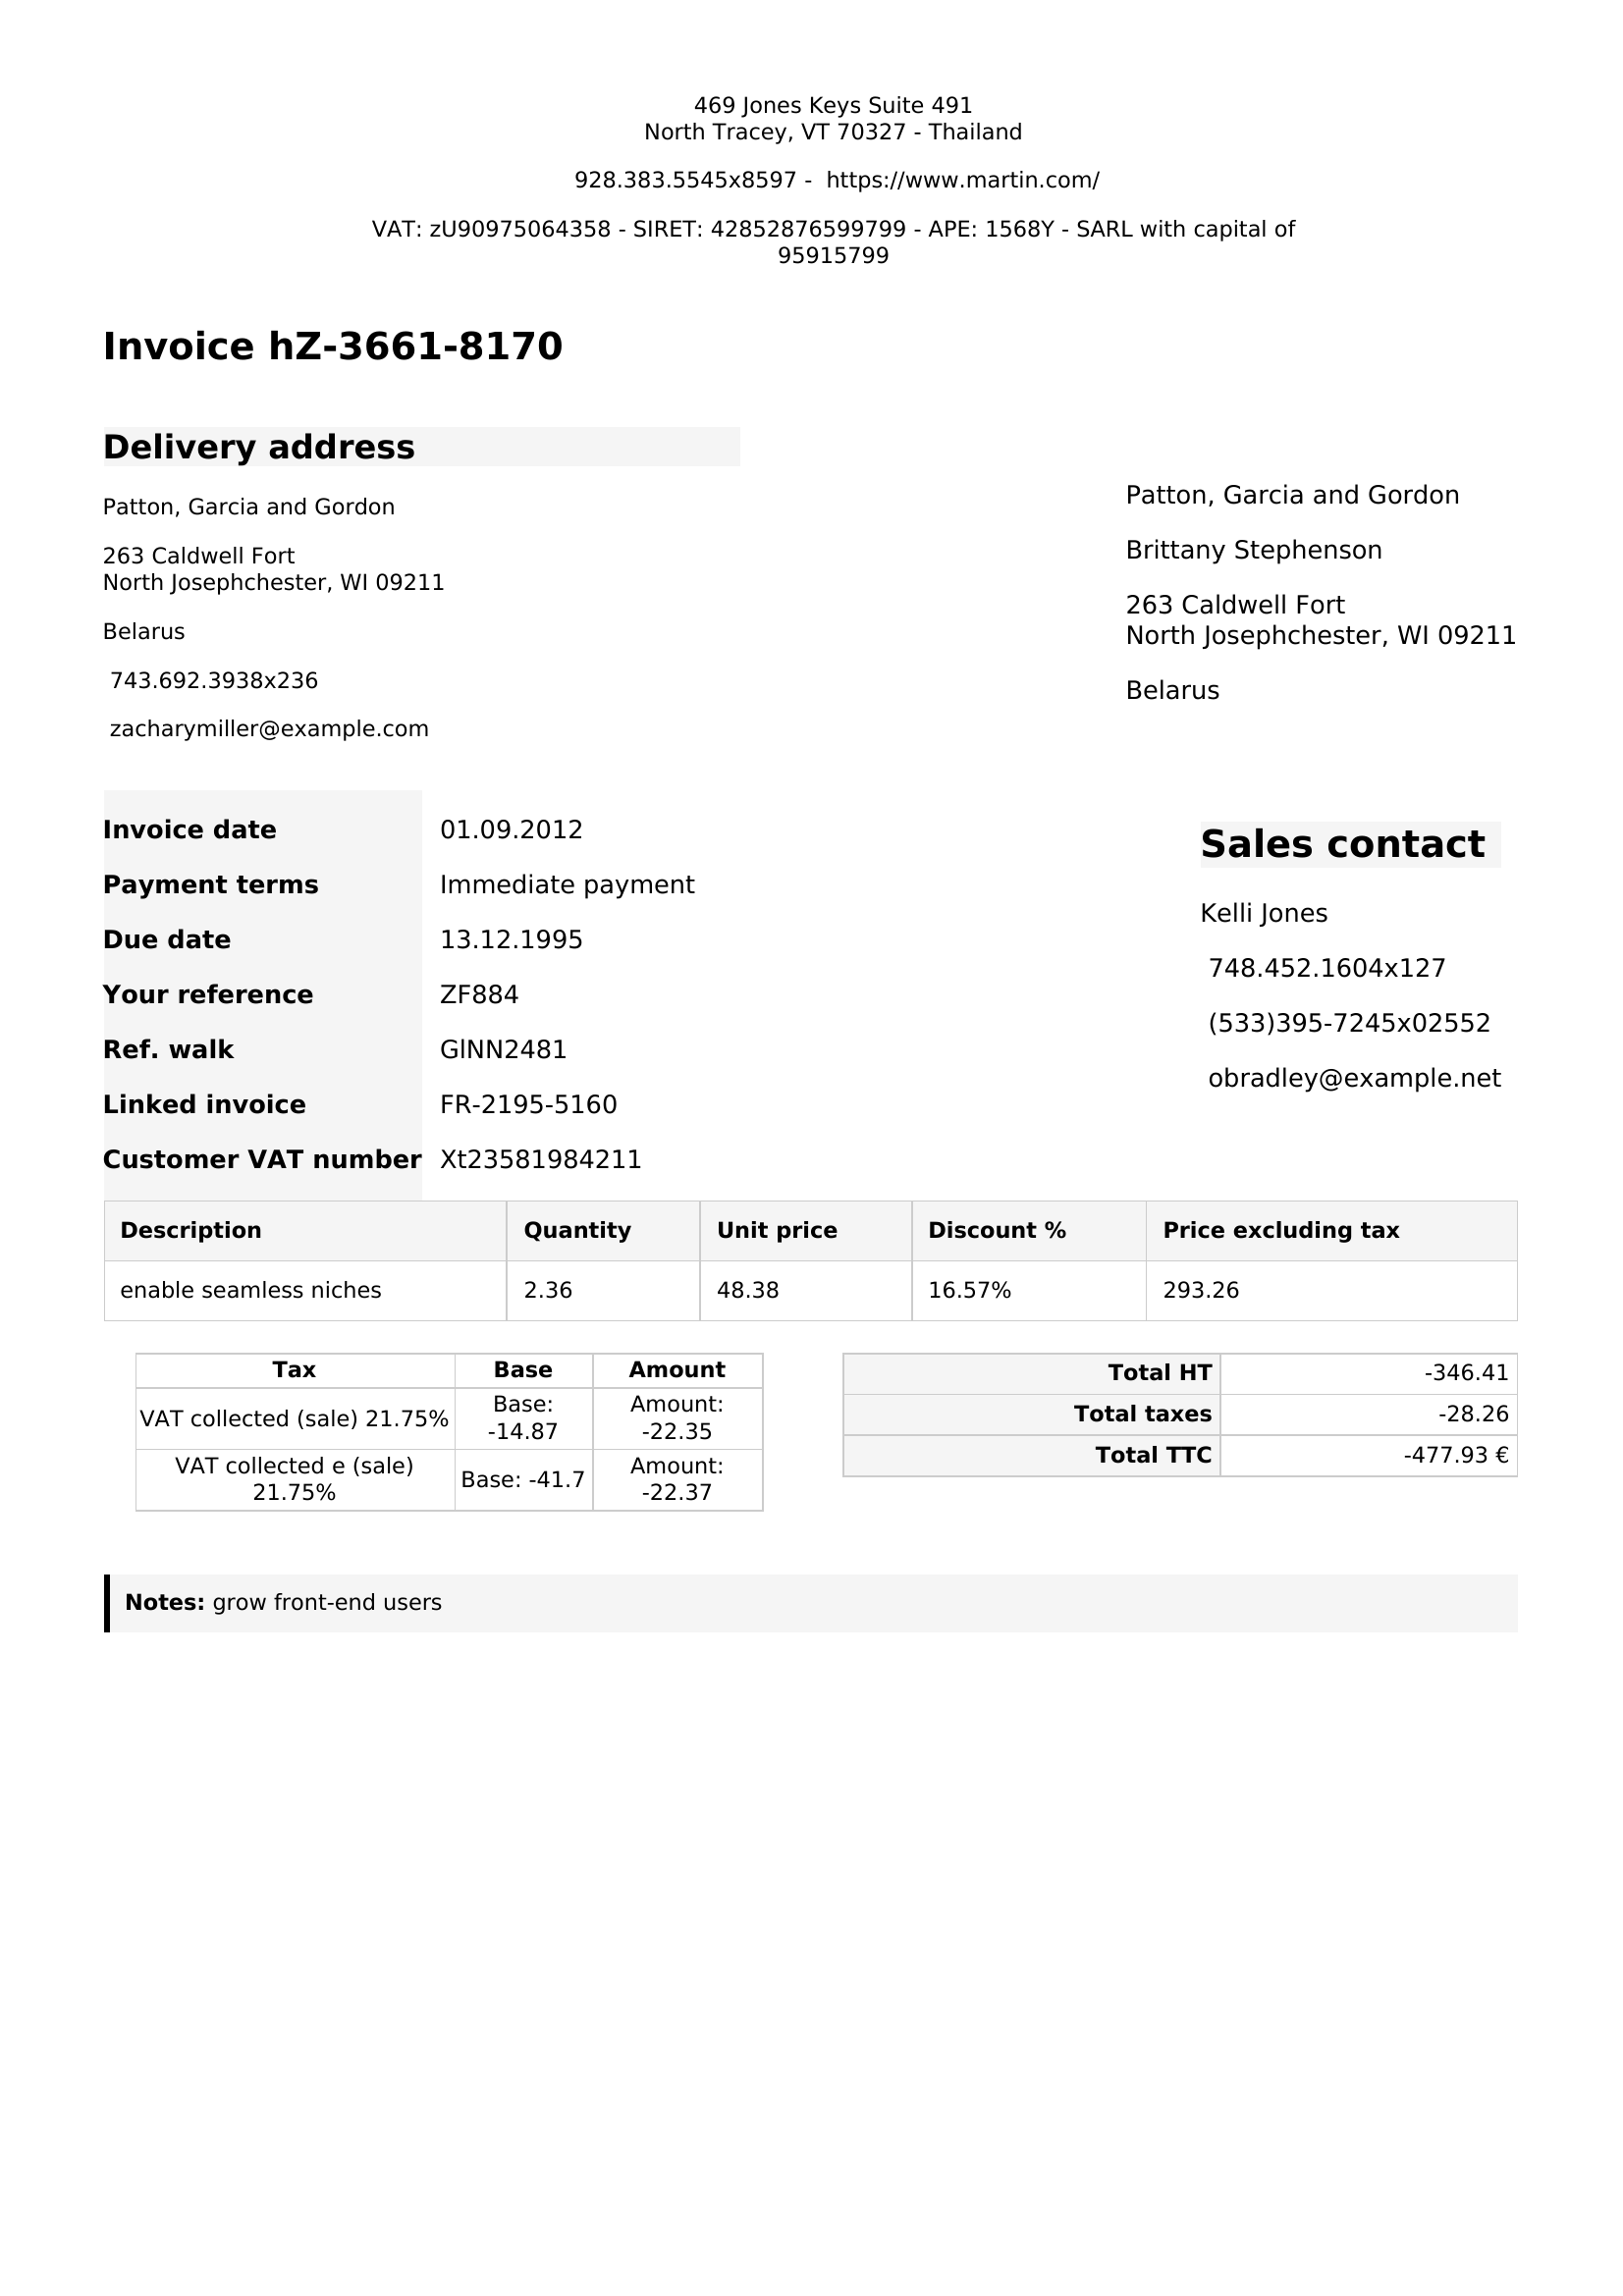 469 Jones Keys Suite 491
North Tracey, VT 70327 - Thailand
928.383.5545x8597 - https://www.martin.com/
VAT: zU90975064358 - SIRET: 42852876599799 - APE: 1568Y - SARL with capital of
95915799
Invoice hZ-3661-8170
Delivery address
Patton, Garcia and Gordon
263 Caldwell Fort
North Josephchester, WI 09211
Belarus
743.692.3938x236
zacharymiller@example.com
Patton, Garcia and Gordon
Brittany Stephenson
263 Caldwell Fort
North Josephchester, WI 09211
Belarus
Invoice date 01.09.2012
Payment terms Immediate payment
Due date 13.12.1995
Your reference ZF884
Ref. walk GlNN2481
Linked invoice FR-2195-5160
Customer VAT number Xt23581984211
Sales contact
Kelli Jones
748.452.1604x127
(533)395-7245x02552
obradley@example.net
Description Quantity Unit price Discount % Price excluding tax
enable seamless niches 2.36 48.38 16.57% 293.26
Tax Base Amount
VAT collected (sale) 21.75% Base: -14.87 Amount: -22.35
VAT collected e (sale) 21.75% Base: -41.7 Amount: -22.37
Total HT -346.41
Total taxes -28.26
Total TTC -477.93 €
Notes: grow front-end users